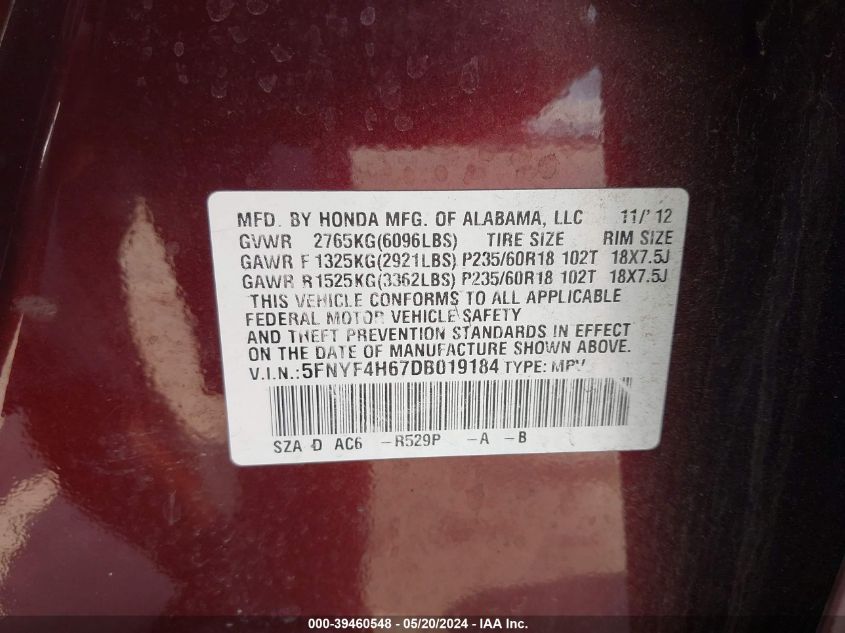 MFD. BY HONDA MFG. OF ALABAMA, LLC 11/'12
GVWR 2765KG(6096LBS) TIRE SIZE RIM SIZE
GAWR F 1325KG(2921LBS) P235/60R18 102T 18X7.5J
GAWR R 1525KG(3362LBS) P235/60R18 102T 18X7.5J
THIS VEHICLE CONFORMS TO ALL APPLICABLE
FEDERAL MOTOR VEHICLE SAFETY
AND THEFT PREVENTION STANDARDS IN EFFECT
ON THE DATE OF MANUFACTURE SHOWN ABOVE.
V.I.N.:5FNYF4H67DB019184 TYPE: MPV
SZA D AC6 -R529P -A -B
000-39460548 - 05/20/2024 - IAA Inc.